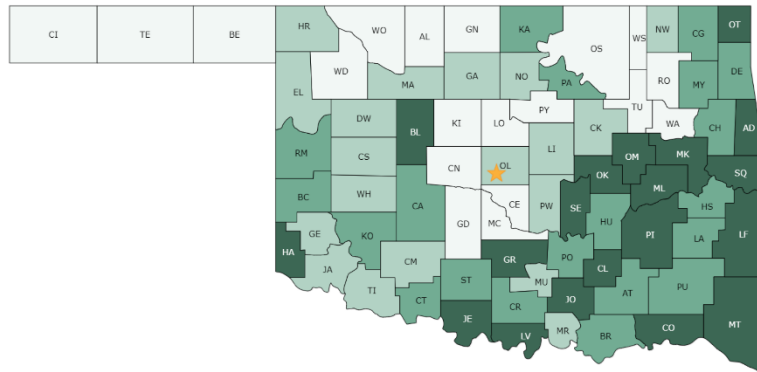 HR WO AL GN KA OS WS NW CG OT
CI TE BE
WD MA GA NO PA RO MY DE
EL
DW BL KI LO PY CK TU WA CH AD
RM CS CN OL LI OM MK
OK SQ
BC WH CA CE PW SE ML HS
GD MC HU PI LF
GE KO LA
HA CM GR PO
JA CL
TI CT ST MU JO AT PU
CR
JE LV MR BR CO MT